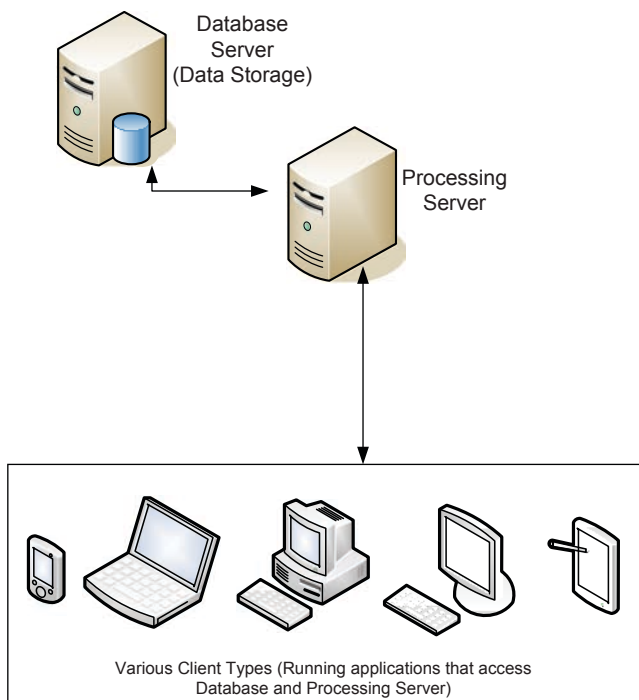 Database
Server
(Data Storage)
Processing
Server
Various Client Types (Running applications that access
Database and Processing Server)